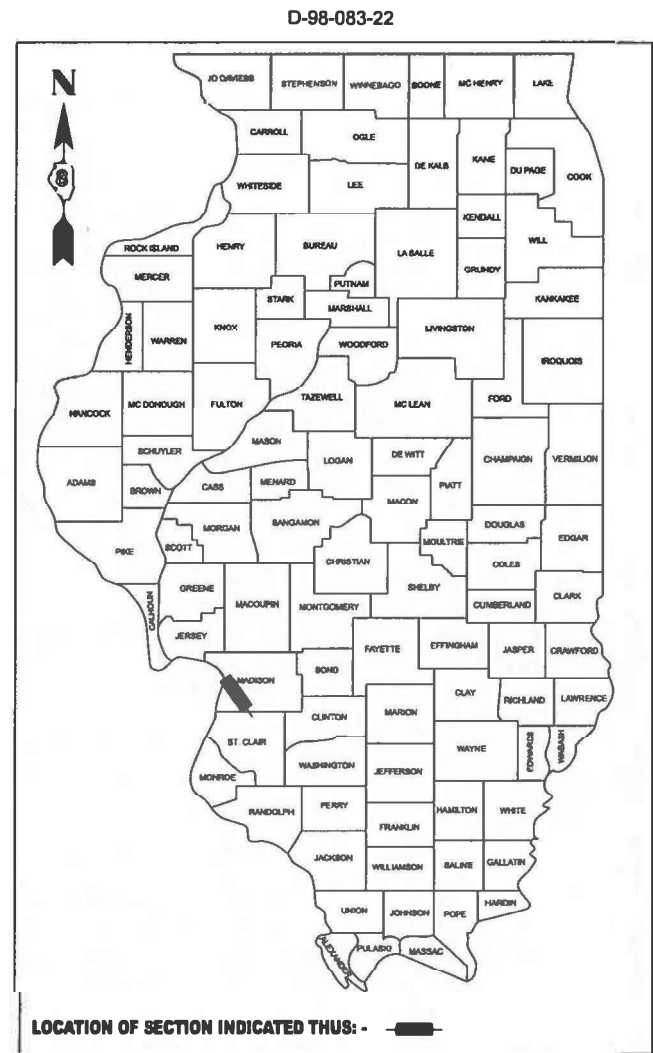 D-98-083-22
N
JO DAVIESS STEPHENSON WINNEBAGO BOONE MC HENRY LAKE
CARROLL OGLE
DE KALB KANE DU PAGE COOK
WHITESIDE LEE
KENDALL
ROCK ISLAND HENRY BUREAU LA SALLE WILL
MERCER GRUNDY
PUTNAM
STARK MARSHALL KANKAKEE
HENDERSON WARREN KNOX PEORIA WOODFORD LIVINGSTON IROQUOIS
HANCOCK MC DONOUGH FULTON TAZEWELL MC LEAN FORD
MASON
SCHUYLER LOGAN DE WITT CHAMPAIGN VERMILION
ADAMS BROWN CASS MENARD PIATT
MACON
MORGAN SANGAMON DOUGLAS
PIKE SCOTT CHRISTIAN MOULTRIE EDGAR
COLES
GREENE SHELBY
CALHOUN MACOUPIN MONTGOMERY CUMBERLAND CLARK
JERSEY
FAYETTE EFFINGHAM JASPER CRAWFORD
MADISON BOND
CLAY RICHLAND LAWRENCE
CLINTON MARION
ST. CLAIR WAYNE EDWARDS WABASH
WASHINGTON JEFFERSON
MONROE
RANDOLPH PERRY HAMILTON WHITE
FRANKLIN
JACKSON WILLIAMSON SALINE GALLATIN
HARDIN
UNION JOHNSON POPE
ALEXANDER PULASKI MASSAC
LOCATION OF SECTION INDICATED THUS: -